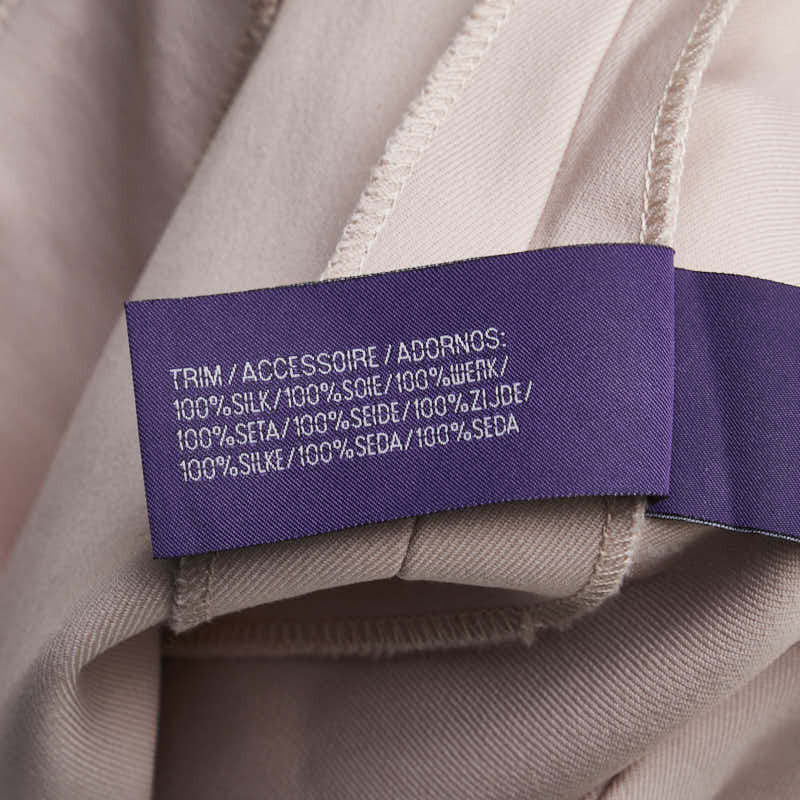 TRIM / ACCESSOIRE / ADORNOS:
100%SILK/100%SOIE/100%ШЕЛК/
100%SETA/100%SEIDE/100%ZIJDE/
100%SILKE/100%SEDA/100%SEDA